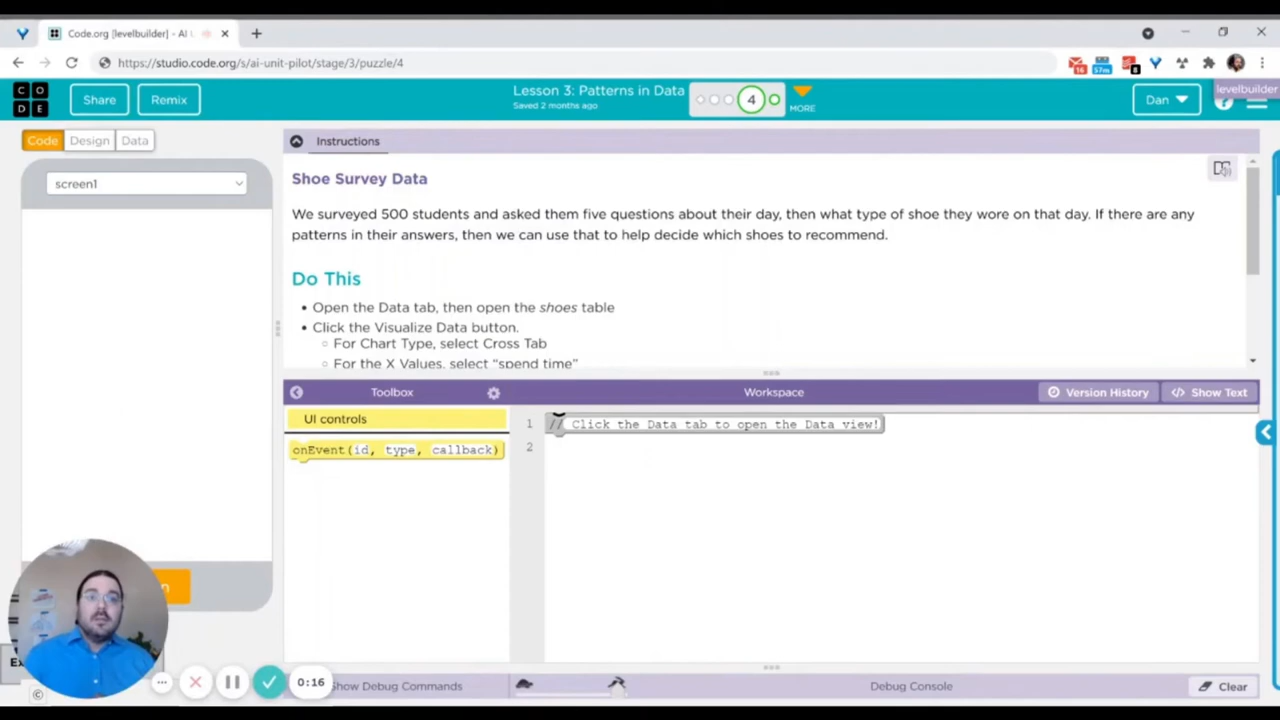 Code.org [levelbuilder] - AI
https://studio.code.org/s/ai-unit-pilot/stage/3/puzzle/4
16
57m
8
levelbuilder
C O
D E
Share
Remix
Lesson 3: Patterns in Data
Saved 2 months ago
4
MORE
Dan
?
Code
Design
Data
Instructions
screen1
Shoe Survey Data
We surveyed 500 students and asked them five questions about their day, then what type of shoe they wore on that day. If there are any
patterns in their answers, then we can use that to help decide which shoes to recommend.
Do This
• Open the Data tab, then open the shoes table
• Click the Visualize Data button.
○ For Chart Type, select Cross Tab
○ For the X Values, select "spend time"
Toolbox
Workspace
Version History
Show Text
UI controls
onEvent(id, type, callback)
1 // Click the Data tab to open the Data view!
2
0:16
Show Debug Commands
Debug Console
Clear
©